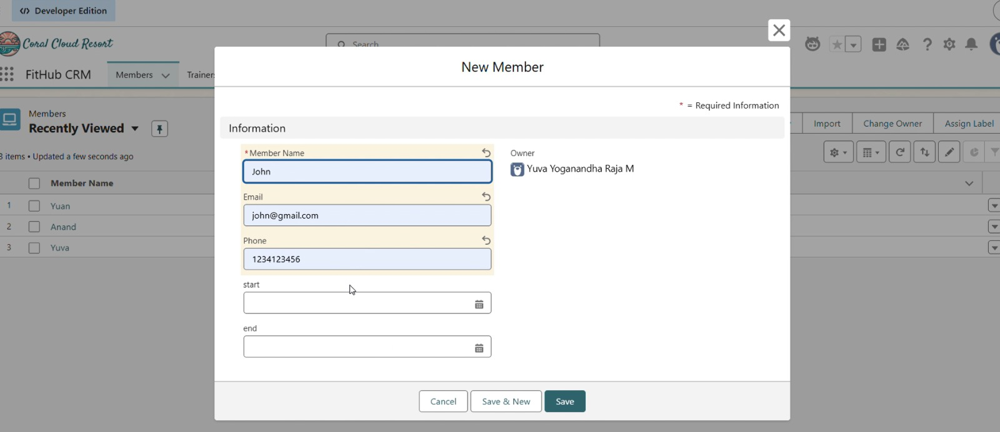 </> Developer Edition
Coral Cloud Resort
Search
FitHub CRM
Members
Trainers
New Member
* = Required Information
Members
Recently Viewed
Import
Change Owner
Assign Label
Information
3 items • Updated a few seconds ago
*Member Name
John
Owner
Yuva Yoganandha Raja M
Member Name
Email
john@gmail.com
1
Yuan
2
Anand
3
Yuva
Phone
1234123456
start
end
Cancel
Save & New
Save